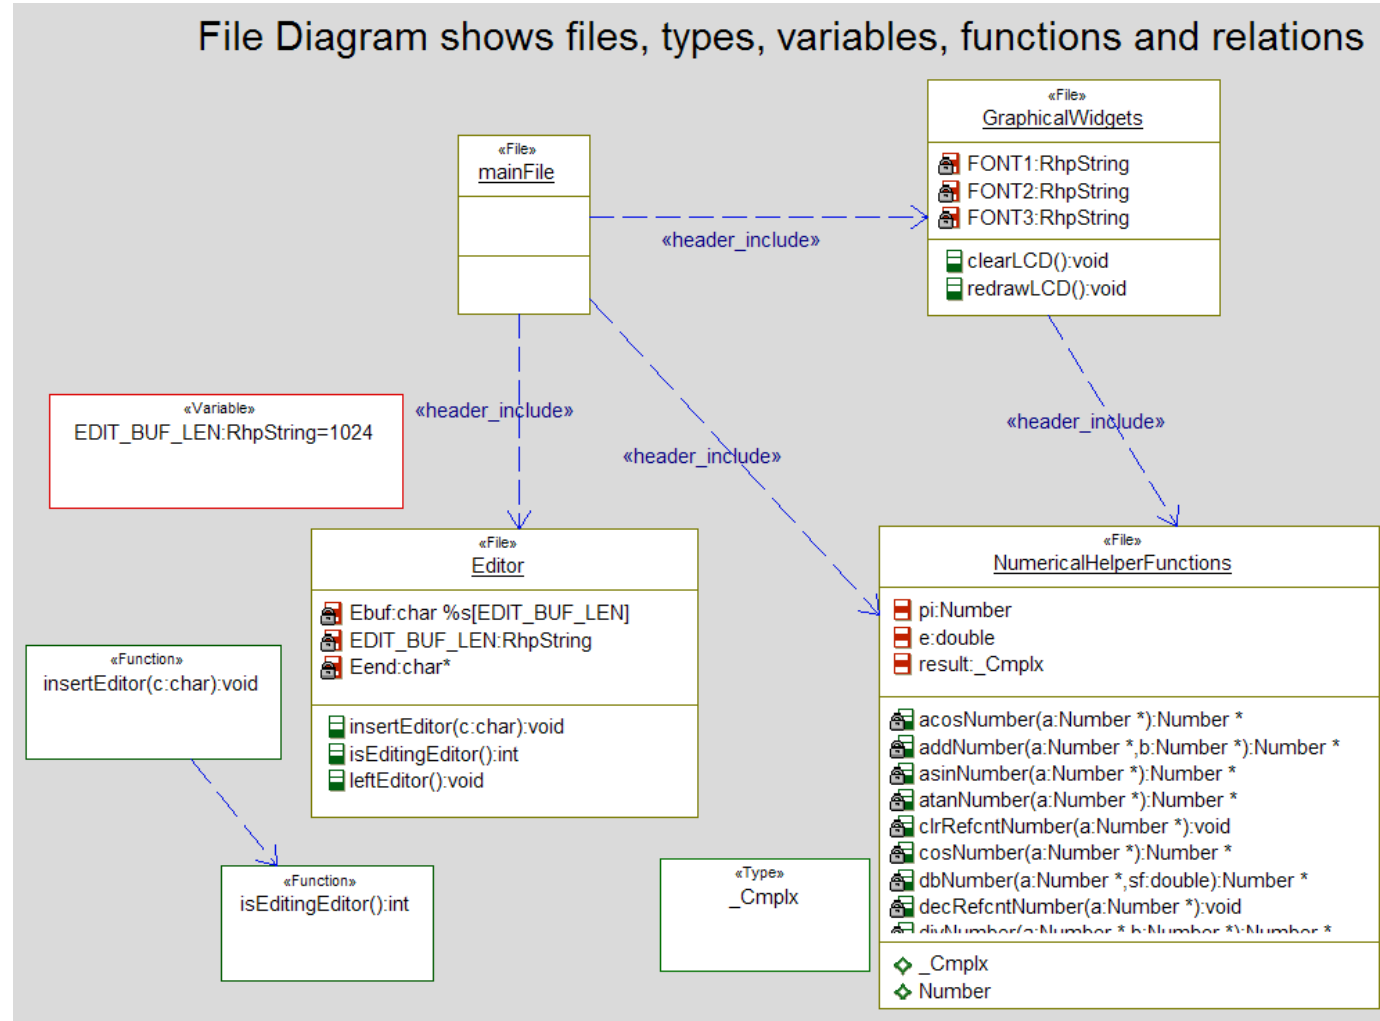 File Diagram shows files, types, variables, functions and relations
«File»
GraphicalWidgets
FONT1:RhpString
FONT2:RhpString
FONT3:RhpString
clearLCD():void
redrawLCD():void
«File»
mainFile
«header_include»
«header_include»
«header_include»
«header_include»
«Variable»
EDIT_BUF_LEN:RhpString=1024
«File»
Editor
Ebuf:char %s[EDIT_BUF_LEN]
EDIT_BUF_LEN:RhpString
Eend:char*
insertEditor(c:char):void
isEditingEditor():int
leftEditor():void
«File»
NumericalHelperFunctions
pi:Number
e:double
result:_Cmplx
acosNumber(a:Number *):Number *
addNumber(a:Number *,b:Number *):Number *
asinNumber(a:Number *):Number *
atanNumber(a:Number *):Number *
clrRefcntNumber(a:Number *):void
cosNumber(a:Number *):Number *
dbNumber(a:Number *,sf:double):Number *
decRefcntNumber(a:Number *):void
divNumber(a:Number *,b:Number *):Number *
_Cmplx
Number
«Function»
insertEditor(c:char):void
«Function»
isEditingEditor():int
«Type»
_Cmplx